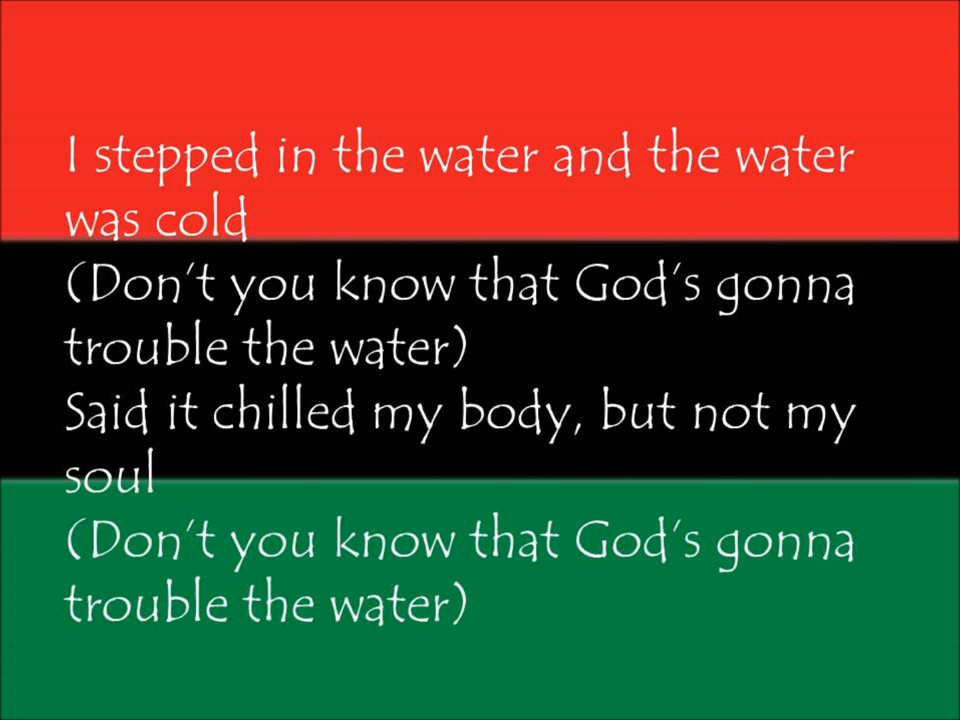 I stepped in the water and the water
was cold
(Don't you know that God's gonna
trouble the water)
Said it chilled my body, but not my
soul
(Don't you know that God's gonna
trouble the water)